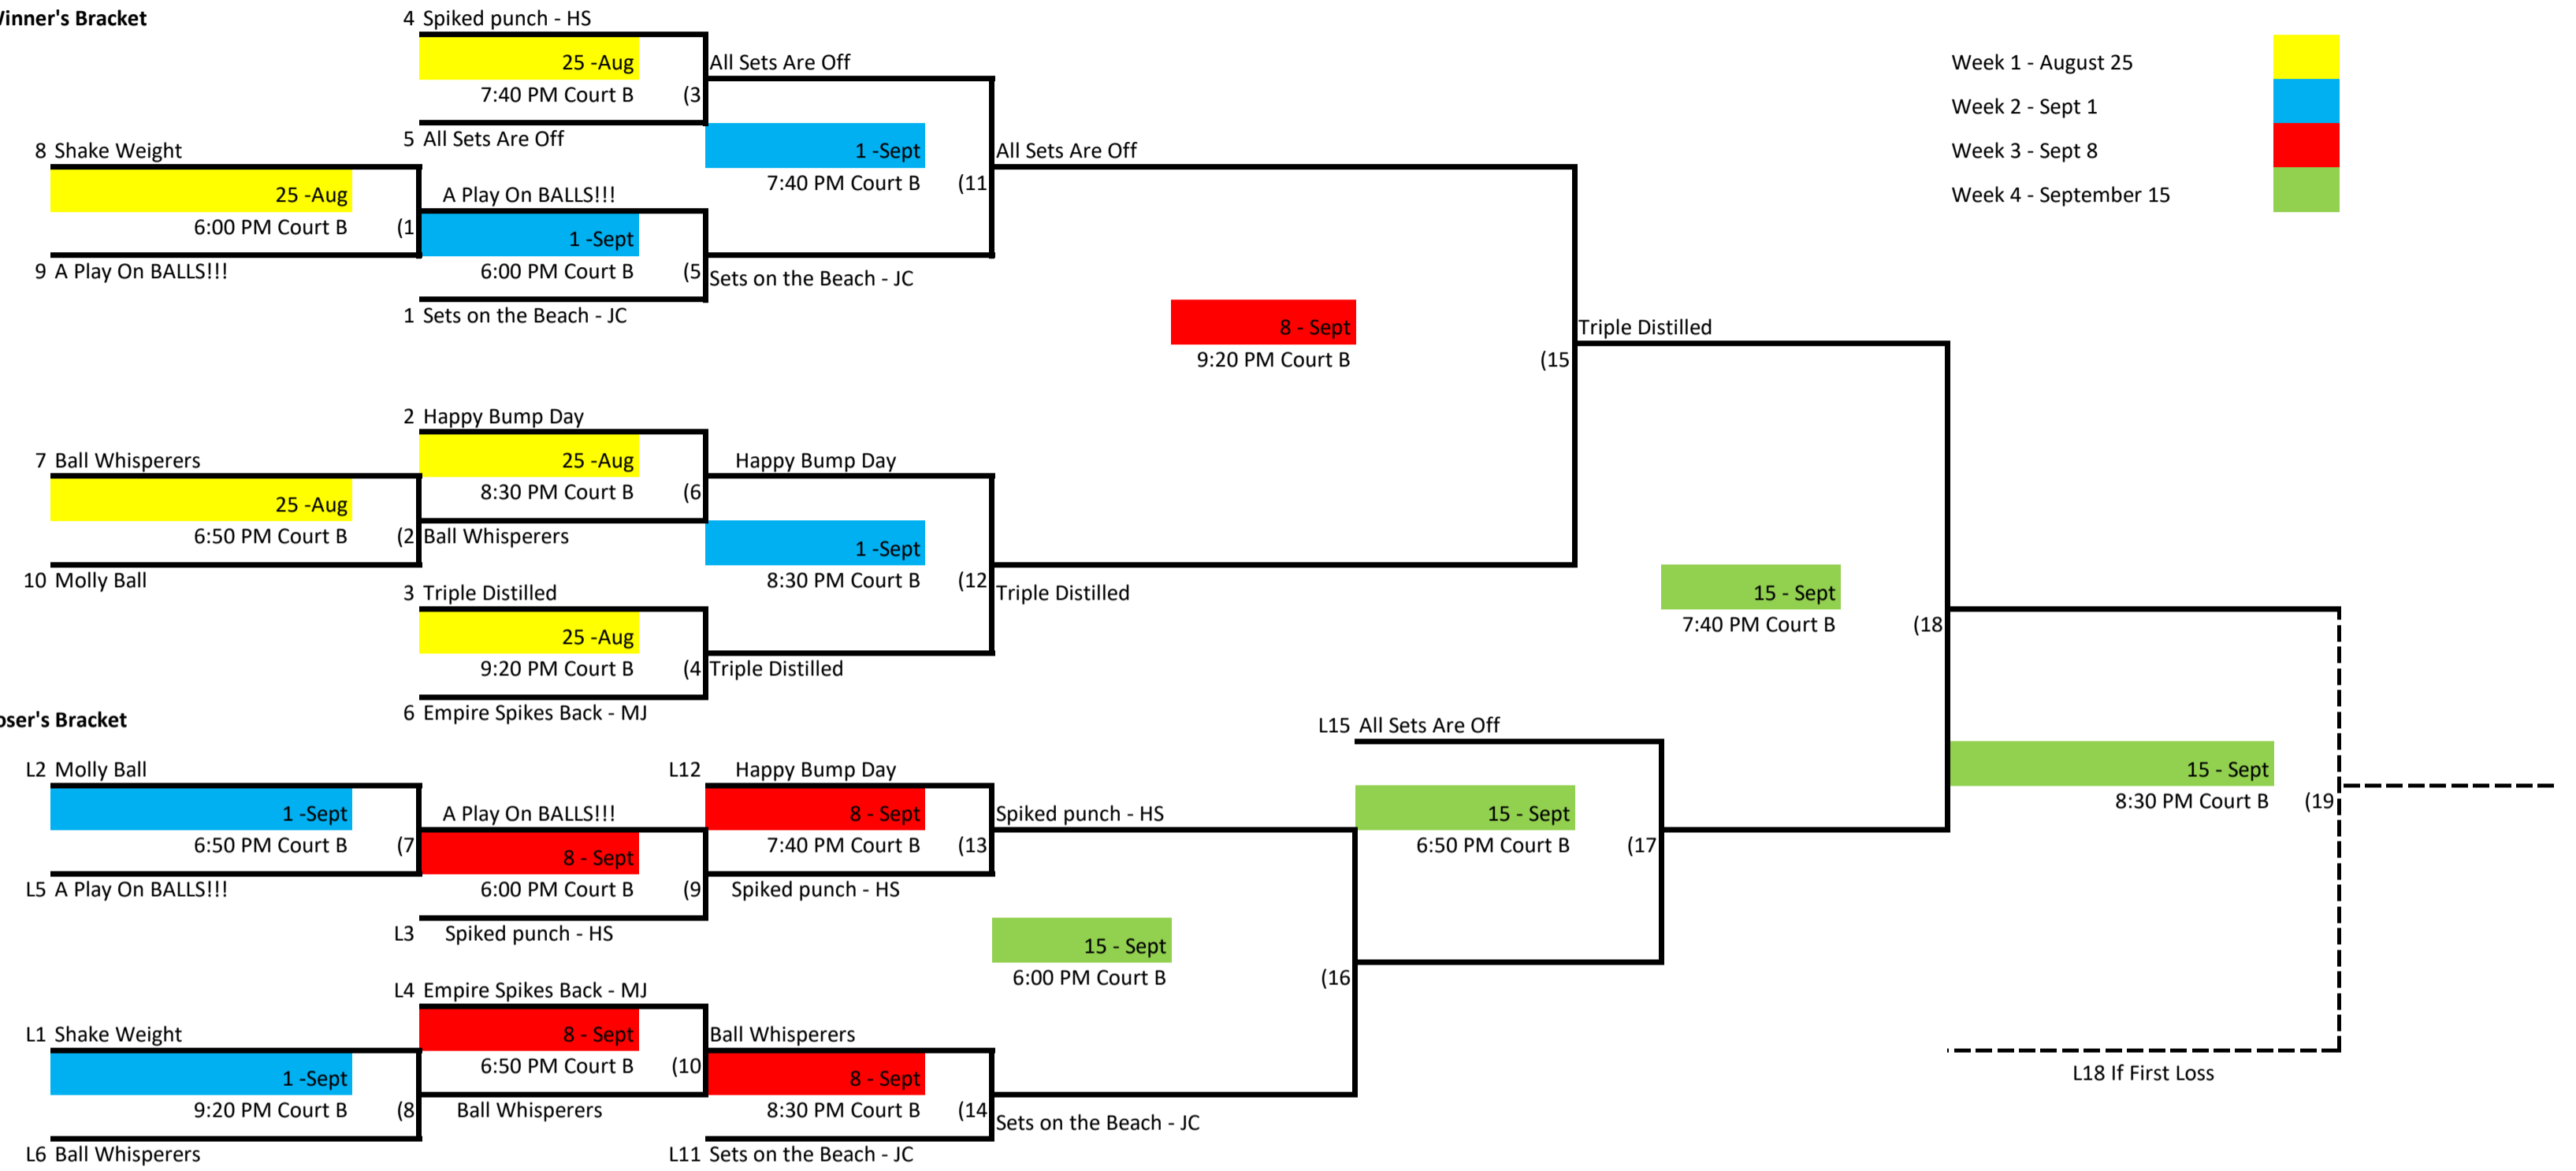 Winner's Bracket
4 Spiked punch - HS
25 -Aug
7:40 PM Court B (3
5 All Sets Are Off
All Sets Are Off
8 Shake Weight
25 -Aug
6:00 PM Court B (1
9 A Play On BALLS!!!
A Play On BALLS!!!
1 -Sept
6:00 PM Court B (5
1 Sets on the Beach - JC
1 -Sept
7:40 PM Court B (11
Sets on the Beach - JC
All Sets Are Off
8 - Sept
9:20 PM Court B (15
Triple Distilled
Week 1 - August 25
Week 2 - Sept 1
Week 3 - Sept 8
Week 4 - September 15
2 Happy Bump Day
25 -Aug
8:30 PM Court B (6
Ball Whisperers
7 Ball Whisperers
25 -Aug
6:50 PM Court B (2
10 Molly Ball
Happy Bump Day
1 -Sept
8:30 PM Court B (12
Triple Distilled
3 Triple Distilled
25 -Aug
9:20 PM Court B (4
Triple Distilled
6 Empire Spikes Back - MJ
15 - Sept
7:40 PM Court B (18
oser's Bracket
L2 Molly Ball
1 -Sept
6:50 PM Court B (7
L5 A Play On BALLS!!!
A Play On BALLS!!!
8 - Sept
6:00 PM Court B (9
L3 Spiked punch - HS
L12 Happy Bump Day
8 - Sept
7:40 PM Court B (13
Spiked punch - HS
Spiked punch - HS
15 - Sept
6:00 PM Court B (16
L15 All Sets Are Off
15 - Sept
6:50 PM Court B (17
15 - Sept
8:30 PM Court B (19
L18 If First Loss
L4 Empire Spikes Back - MJ
8 - Sept
6:50 PM Court B (10
Ball Whisperers
L1 Shake Weight
1 -Sept
9:20 PM Court B (8
L6 Ball Whisperers
Ball Whisperers
8 - Sept
8:30 PM Court B (14
L11 Sets on the Beach - JC
Sets on the Beach - JC